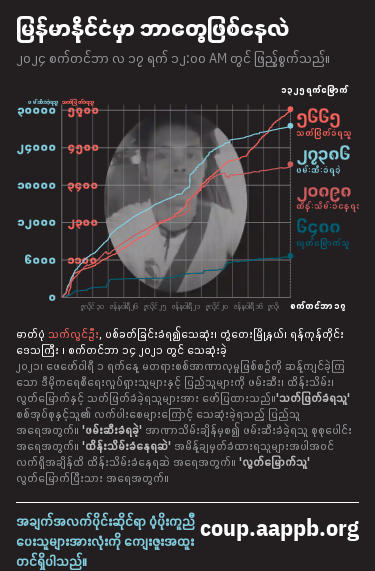 မြန်မာနိုင်ငံမှာ ဘာတွေဖြစ်နေလဲ
၂၀၂၄ စက်တင်ဘာ လ ၁၇ ရက် ၁၂:၀၀ AM တွင် ဖြည့်စွက်သည်။
၁၃၂၅ ရက်မြောက်
၃၀၀၀၀
၂၄၀၀၀
၁၈၀၀၀
၁၂၀၀၀
၆၀၀၀
၀
၅၇၀၀
၄၅၀၀
၃၄၀၀
၂၃၀၀
၁၁၀၀
၅၆၆၅
သတ်ဖြတ်ခံရသူ
၂၇၃၈၆
ဖမ်းဆီးခံရခဲ့
၂၀၈၉၈
ထိန်းသိမ်းခံနေရ
၆၄၀၀
လွတ်မြောက်သူ
စက်တင်ဘာ ၁၇
ဓာတ်ပုံ သက်လွင်ဦး, ပစ်ခတ်ခြင်းခံရ၍သေဆုံး၊ တွံတေးမြို့နယ်၊ ရန်ကုန်တိုင်း
ဒေသကြီး ၊ စက်တင်ဘာ ၁၄ ၂၀၂၁ တွင် သေဆုံးခဲ့
၂၀၂၁၊ ဖေဖော်ဝါရီ ၁ ရက်နေ့ မတရားစစ်အာဏာလုမှုဖြစ်စဉ်ကို ဆန့်ကျင်ခဲ့ကြ
သော ဒီမိုကရေစီရေးလှုပ်ရှားသူများနှင့် ပြည်သူများကို ဖမ်းဆီး၊ ထိန်းသိမ်း၊
လွတ်မြောက်နှင့် သတ်ဖြတ်ခံခဲ့ရသူများအား ဖော်ပြထားသည်။'သတ်ဖြတ်ခံရသူ'
စစ်အုပ်စုနှင့်သူ၏ လက်ပါးစေများကြောင့် သေဆုံးခဲ့ရသည့် ပြည်သူ
အရေအတွက်။ 'ဖမ်းဆီးခံရခဲ့' အာဏာသိမ်းချိန်မှစ၍ ဖမ်းဆီးခံခဲ့ရသူ စုစုပေါင်း
အရေအတွက်။ 'ထိန်းသိမ်းခံနေရဆဲ' အမိန့်ချမှတ်ခံထားရသူများအပါအဝင်
လက်ရှိအချိန်ထိ ထိန်းသိမ်းခံနေရဆဲ အရေအတွက်။ 'လွတ်မြောက်သူ'
လွတ်မြောက်ပြီးသား အရေအတွက်။
အချက်အလက်ပိုင်းဆိုင်ရာ ပံ့ပိုးကူညီ
ပေးသူများအားလုံးကို ကျေးဇူးအထူး
တင်ရှိပါသည်။
coup.aappb.org